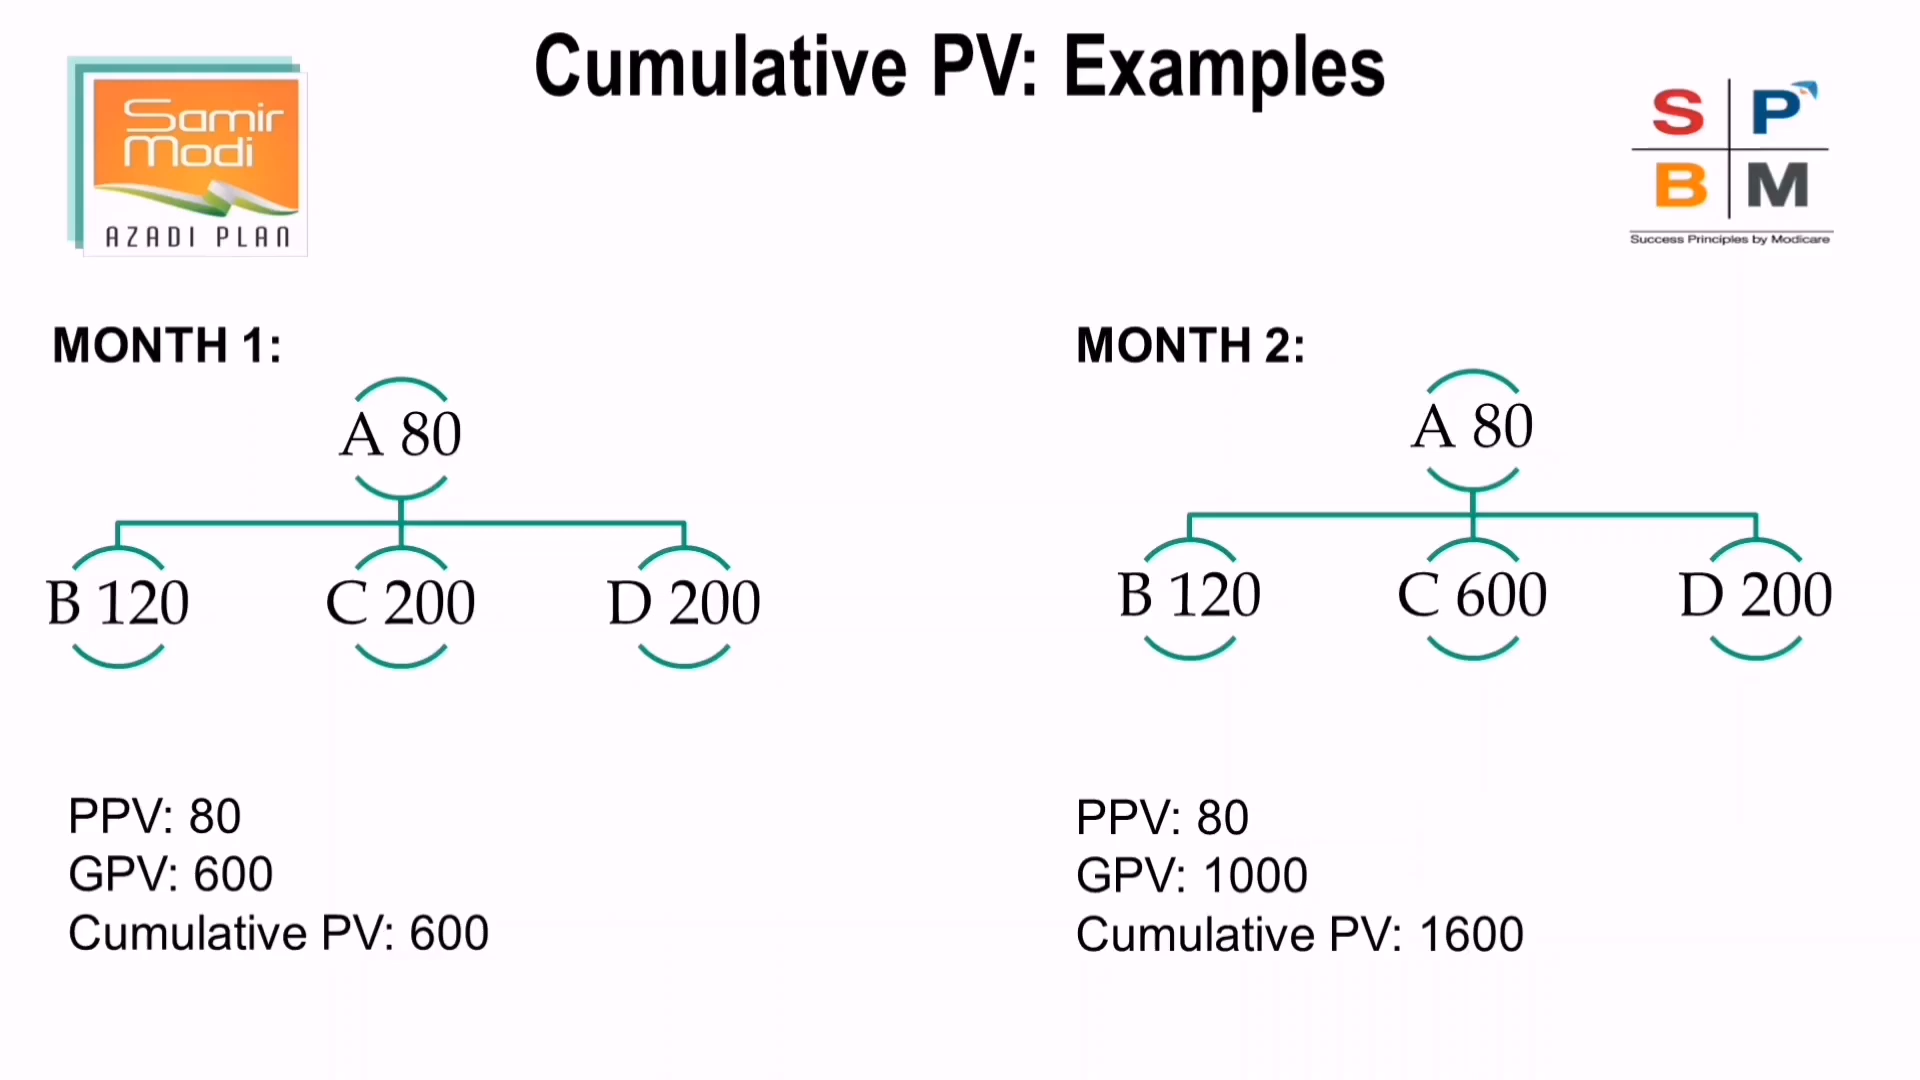 Cumulative PV: Examples
Samir
Modi
AZADI PLAN
S P
B M
Success Principles by Modicare
MONTH 1:
A 80
B 120
C 200
D 200
PPV: 80
GPV: 600
Cumulative PV: 600
MONTH 2:
A 80
B 120
C 600
D 200
PPV: 80
GPV: 1000
Cumulative PV: 1600